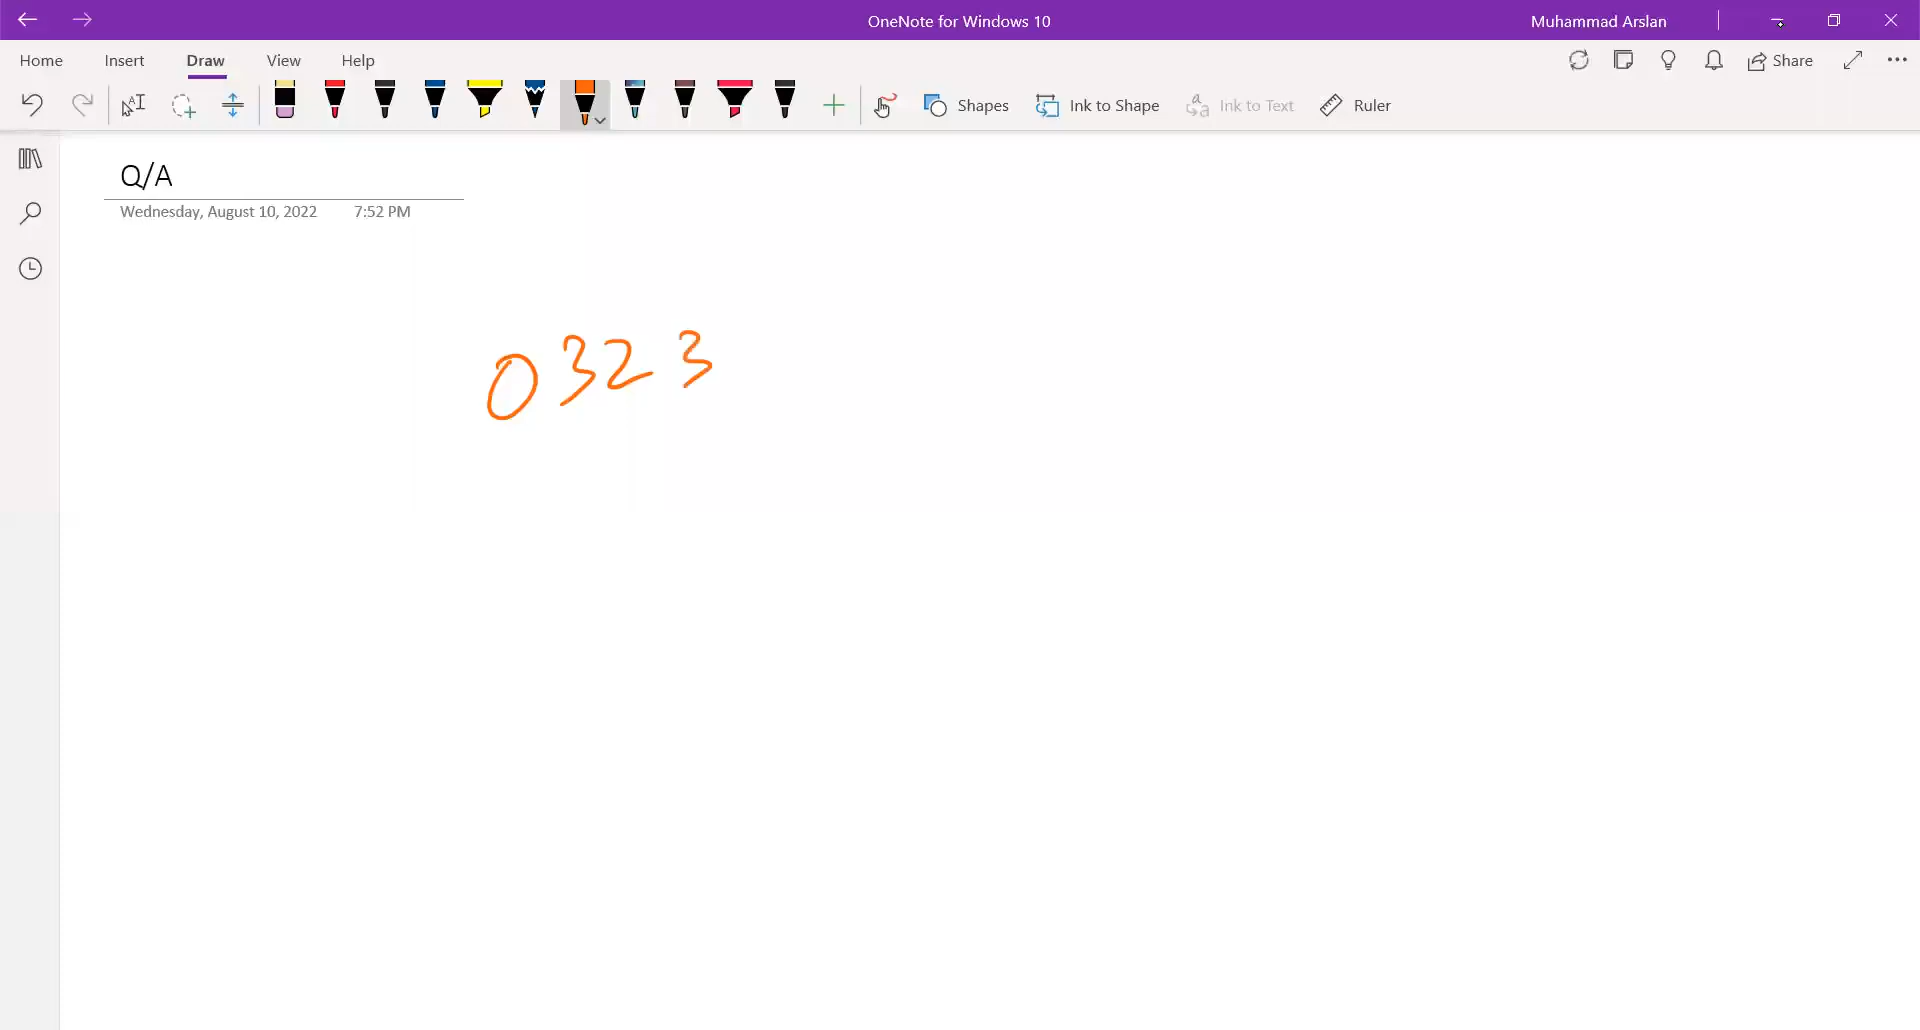 OneNote for Windows 10 Muhammad Arslan
Home Insert Draw View Help Share
Shapes Ink to Shape Ink to Text Ruler
Q/A
Wednesday, August 10, 2022 7:52 PM
0323